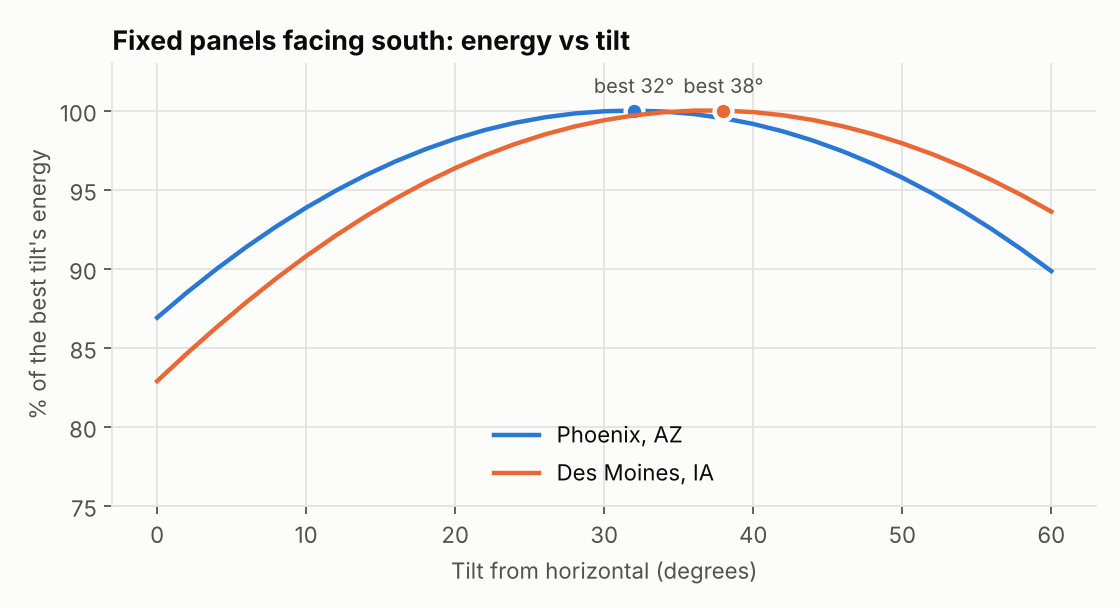 Fixed panels facing south: energy vs tilt
best 32° best 38°
% of the best tilt's energy
100
95
90
85
80
75
Phoenix, AZ
Des Moines, IA
0 10 20 30 40 50 60
Tilt from horizontal (degrees)